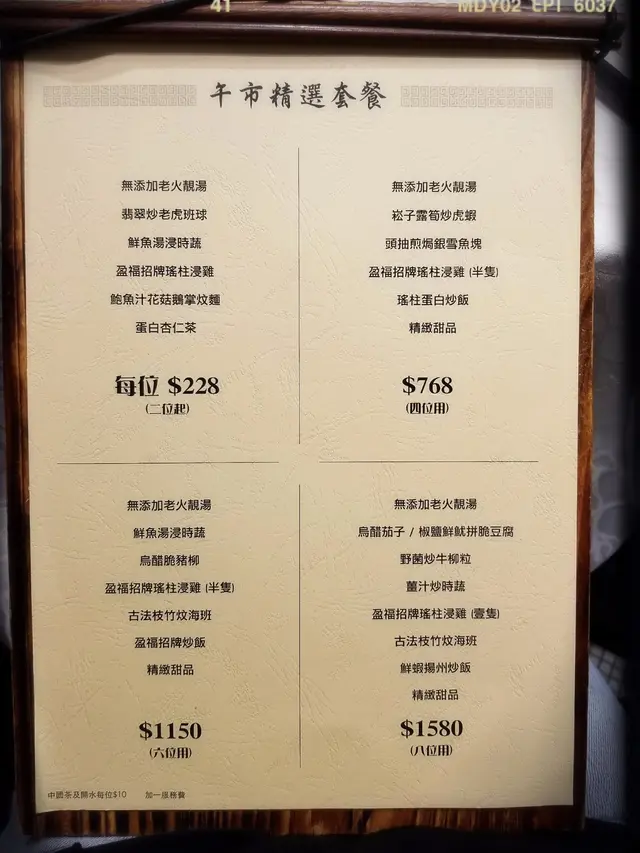 41
MDY02 EPT 6037
午市精選套餐
無添加老火靚湯
翡翠炒老虎班球
鮮魚湯浸時蔬
盈福招牌瑤柱浸雞
鮑魚汁花菇鵝掌炆麵
蛋白杏仁茶
每位 $228
(二位起)
無添加老火靚湯
崧子露筍炒虎蝦
頭抽煎焗銀雪魚塊
盈福招牌瑤柱浸雞 (半隻)
瑤柱蛋白炒飯
精緻甜品
$768
(四位用)
無添加老火靚湯
鮮魚湯浸時蔬
烏醋脆豬柳
盈福招牌瑤柱浸雞 (半隻)
古法枝竹炆海班
盈福招牌炒飯
精緻甜品
$1150
(六位用)
無添加老火靚湯
烏醋茄子 / 椒鹽鮮魷拼脆豆腐
野菌炒牛柳粒
薑汁炒時蔬
盈福招牌瑤柱浸雞 (壹隻)
古法枝竹炆海班
鮮蝦揚州炒飯
精緻甜品
$1580
(八位用)
中國茶及開水每位$10 加一服務費